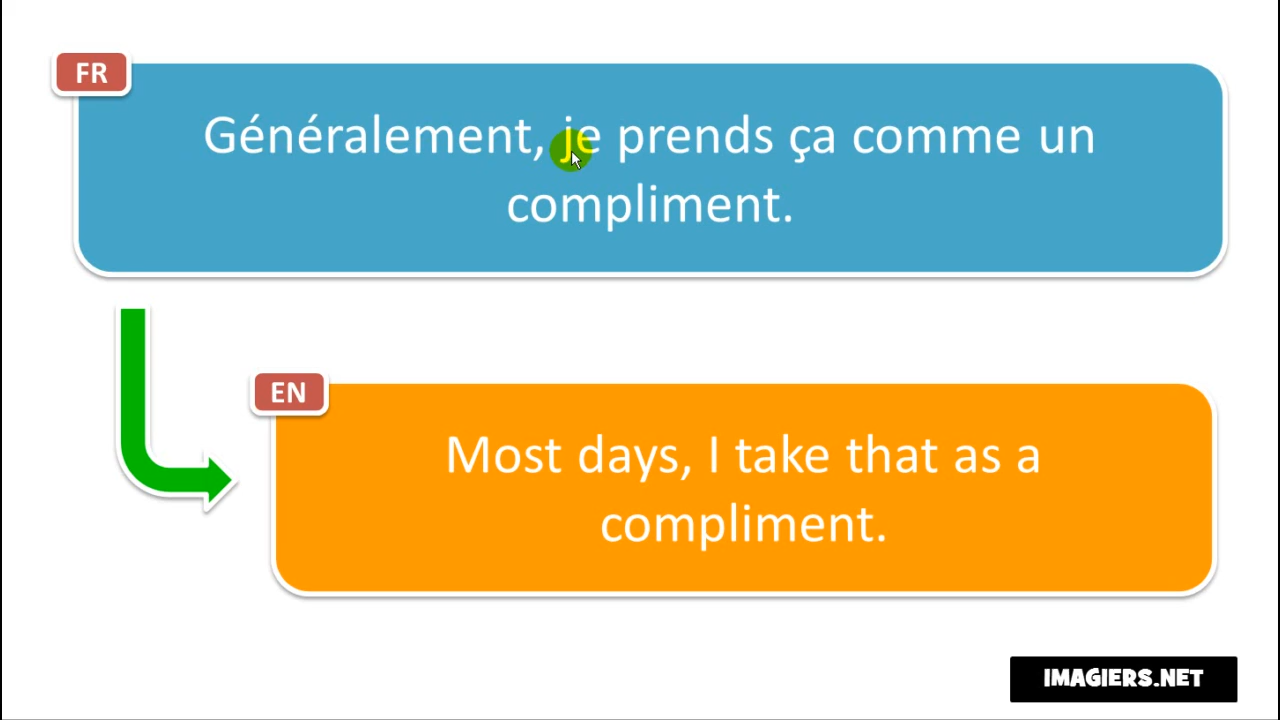 FR
Généralement, je prends ça comme un
compliment.
EN
Most days, I take that as a
compliment.
IMAGIERS.NET